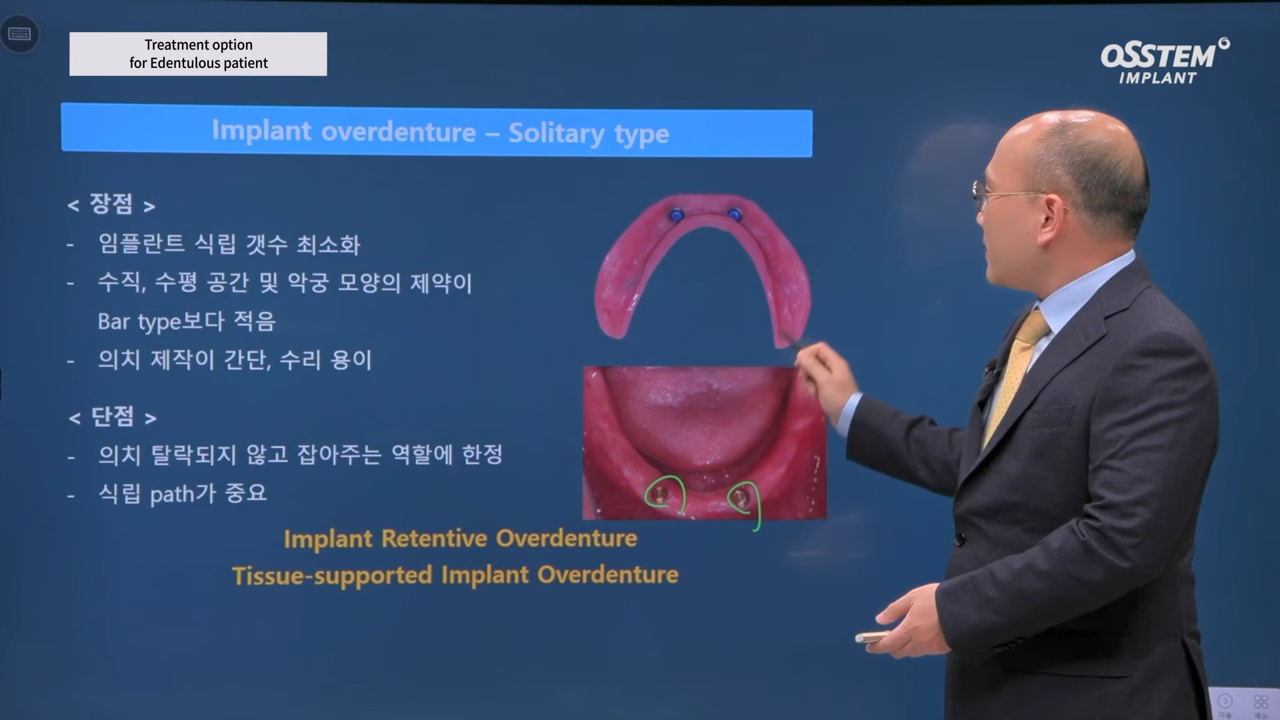 Treatment option
for Edentulous patient
OSSTEM
IMPLANT
Implant overdenture – Solitary type
< 장점 >
- 임플란트 식립 갯수 최소화
- 수직, 수평 공간 및 악궁 모양의 제약이
Bar type보다 적음
- 의치 제작이 간단, 수리 용이
< 단점 >
- 의치 탈락되지 않고 잡아주는 역할에 한정
- 식립 path가 중요
Implant Retentive Overdenture
Tissue-supported Implant Overdenture
다음 메뉴